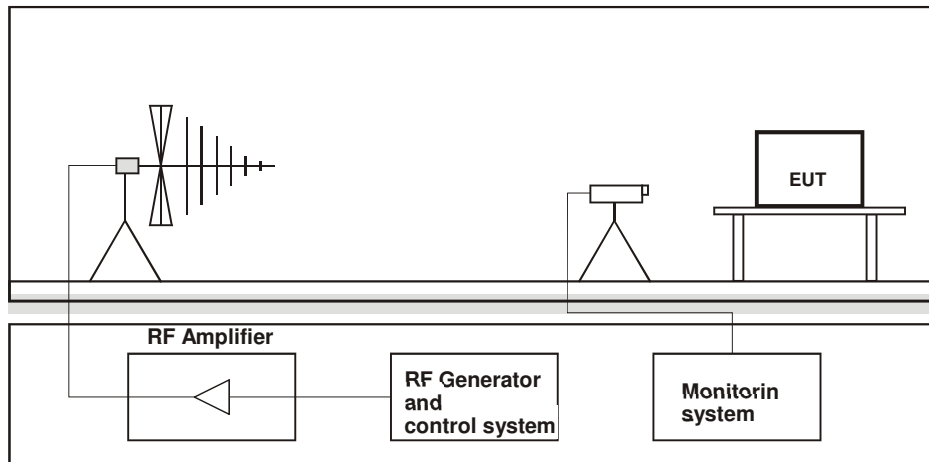 EUT
RF Amplifier
RF Generator
and
control system
Monitorin
system